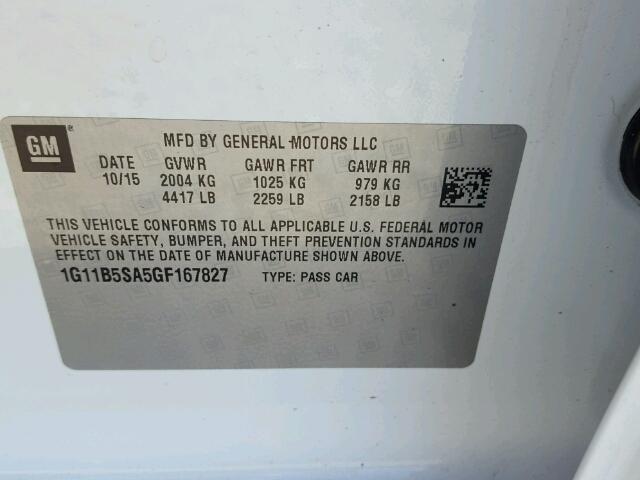 GM ® MFD BY GENERAL MOTORS LLC
DATE GVWR GAWR FRT GAWR RR
10/15 2004 KG 1025 KG 979 KG
4417 LB 2259 LB 2158 LB
THIS VEHICLE CONFORMS TO ALL APPLICABLE U.S. FEDERAL MOTOR
VEHICLE SAFETY, BUMPER, AND THEFT PREVENTION STANDARDS IN
EFFECT ON THE DATE OF MANUFACTURE SHOWN ABOVE.
1G11B5SA5GF167827 TYPE: PASS CAR